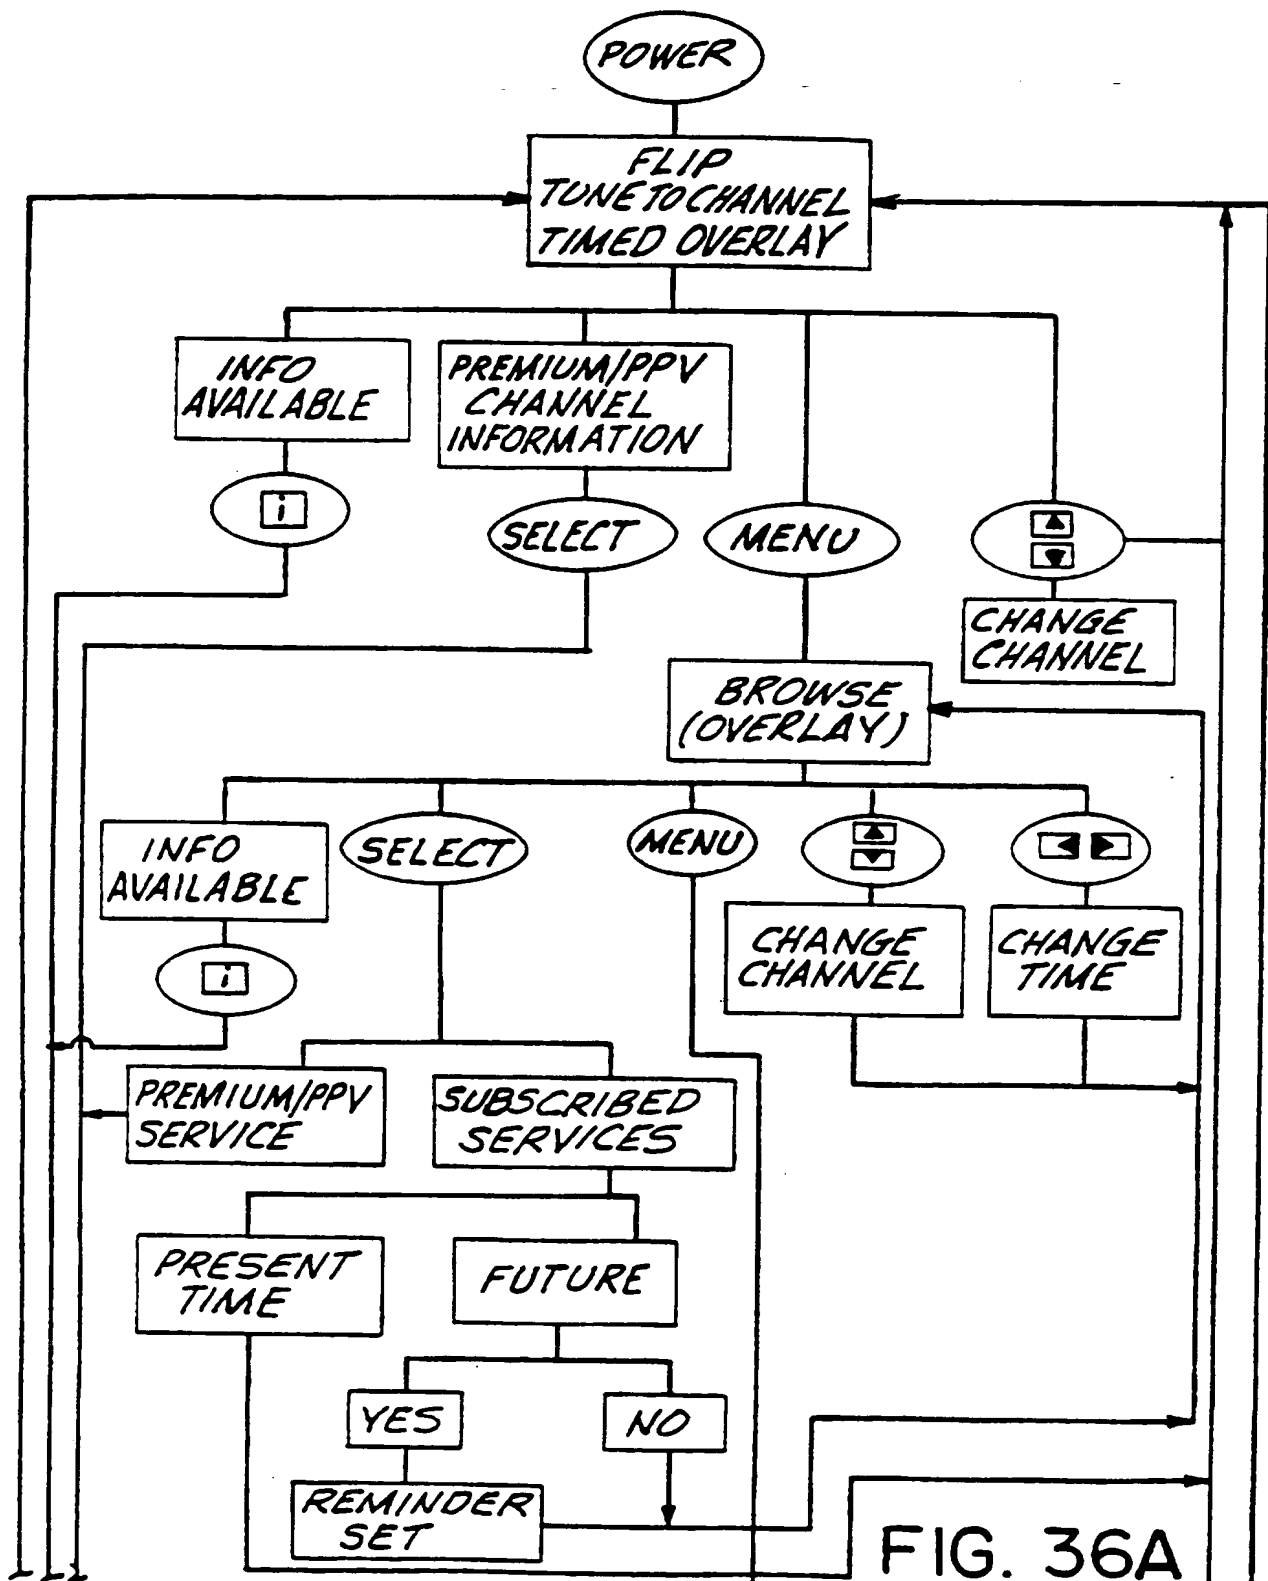 POWER
FLIP
TUNE TO CHANNEL
TIMED OVERLAY
INFO
AVAILABLE
PREMIUM/PPV
CHANNEL
INFORMATION
i
SELECT
MENU
CHANGE
CHANNEL
BROWSE
(OVERLAY)
INFO
AVAILABLE
SELECT
MENU
i
CHANGE
CHANNEL
CHANGE
TIME
PREMIUM/PPV
SERVICE
SUBSCRIBED
SERVICES
PRESENT
TIME
FUTURE
YES
NO
REMINDER
SET
FIG. 36A